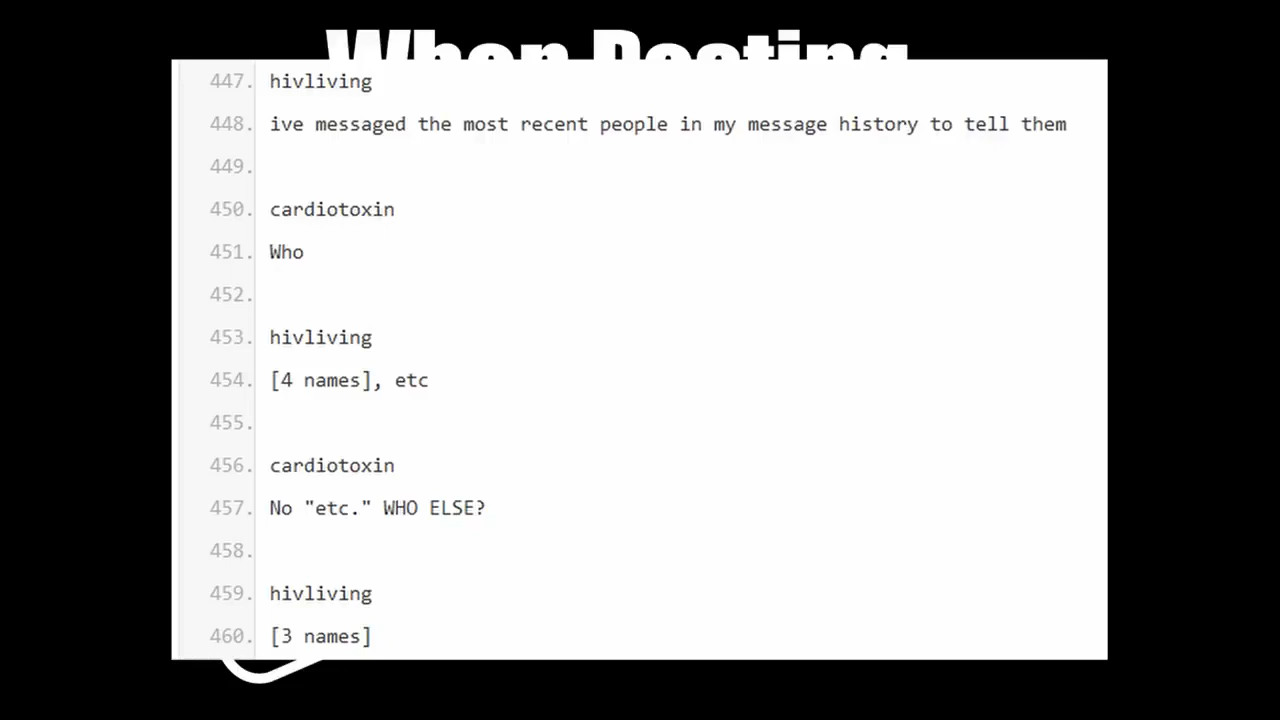 When Posting
447. hivliving
448. ive messaged the most recent people in my message history to tell them
449.
450. cardiotoxin
451. Who
452.
453. hivliving
454. [4 names], etc
455.
456. cardiotoxin
457. No "etc." WHO ELSE?
458.
459. hivliving
460. [3 names]